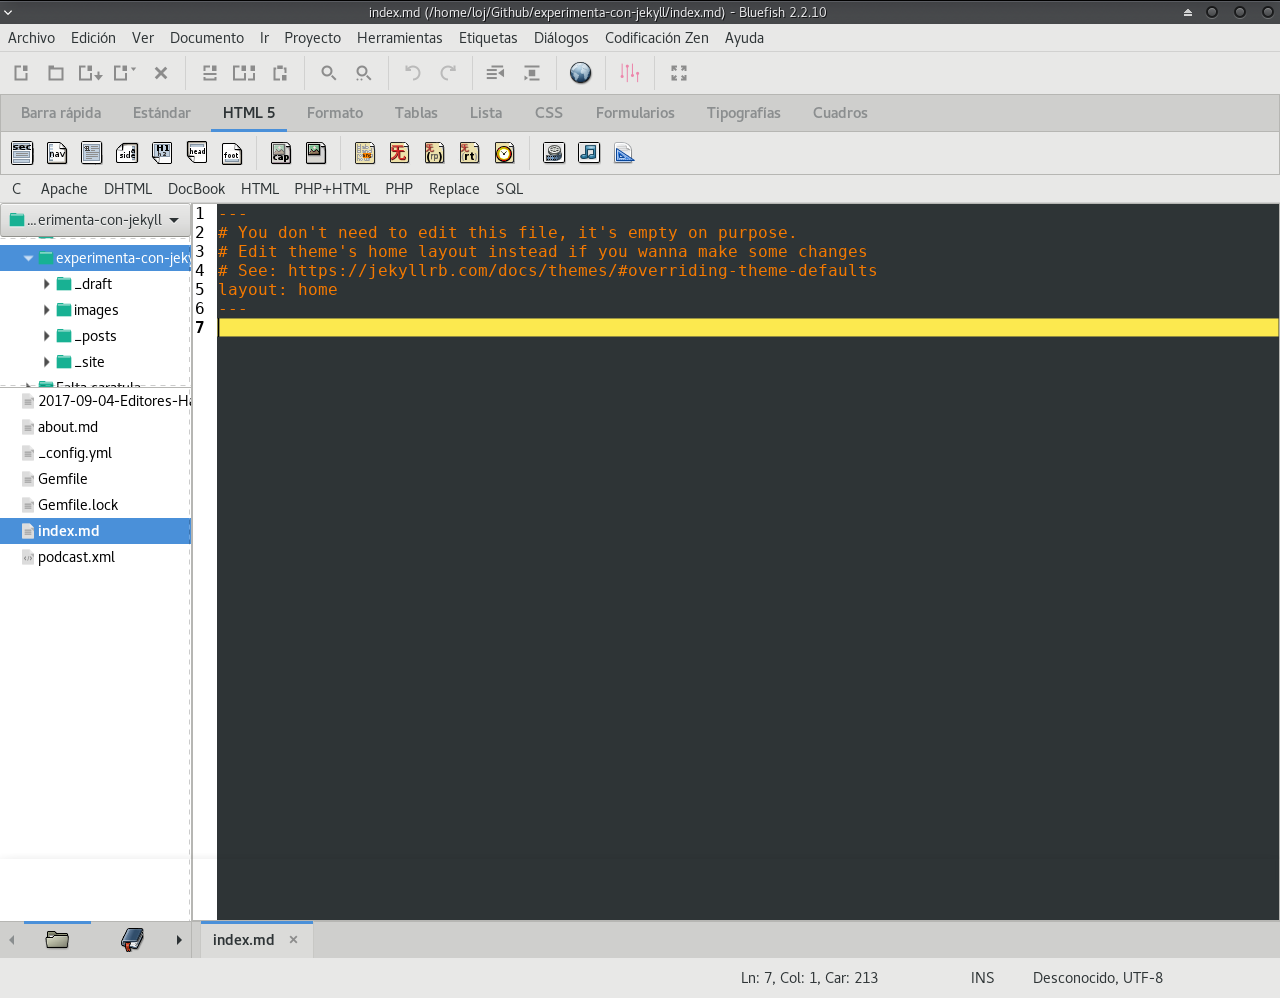 index.md (/home/loj/Github/experimenta-con-jekyll/index.md) - Bluefish 2.2.10
Archivo Edición Ver Documento Ir Proyecto Herramientas Etiquetas Diálogos Codificación Zen Ayuda
Barra rápida Estándar HTML 5 Formato Tablas Lista CSS Formularios Tipografías Cuadros
sec nav side H1 H2 head foot cap (rp) rt
C Apache DHTML DocBook HTML PHP+HTML PHP Replace SQL
...erimenta-con-jekyll
experimenta-con-jeky
_draft
images
_posts
_site
Falta caratula
2017-09-04-Editores-Ha
about.md
_config.yml
Gemfile
Gemfile.lock
index.md
podcast.xml
1 ---
2 # You don't need to edit this file, it's empty on purpose.
3 # Edit theme's home layout instead if you wanna make some changes
4 # See: https://jekyllrb.com/docs/themes/#overriding-theme-defaults
5 layout: home
6 ---
7
index.md
Ln: 7, Col: 1, Car: 213 INS Desconocido, UTF-8